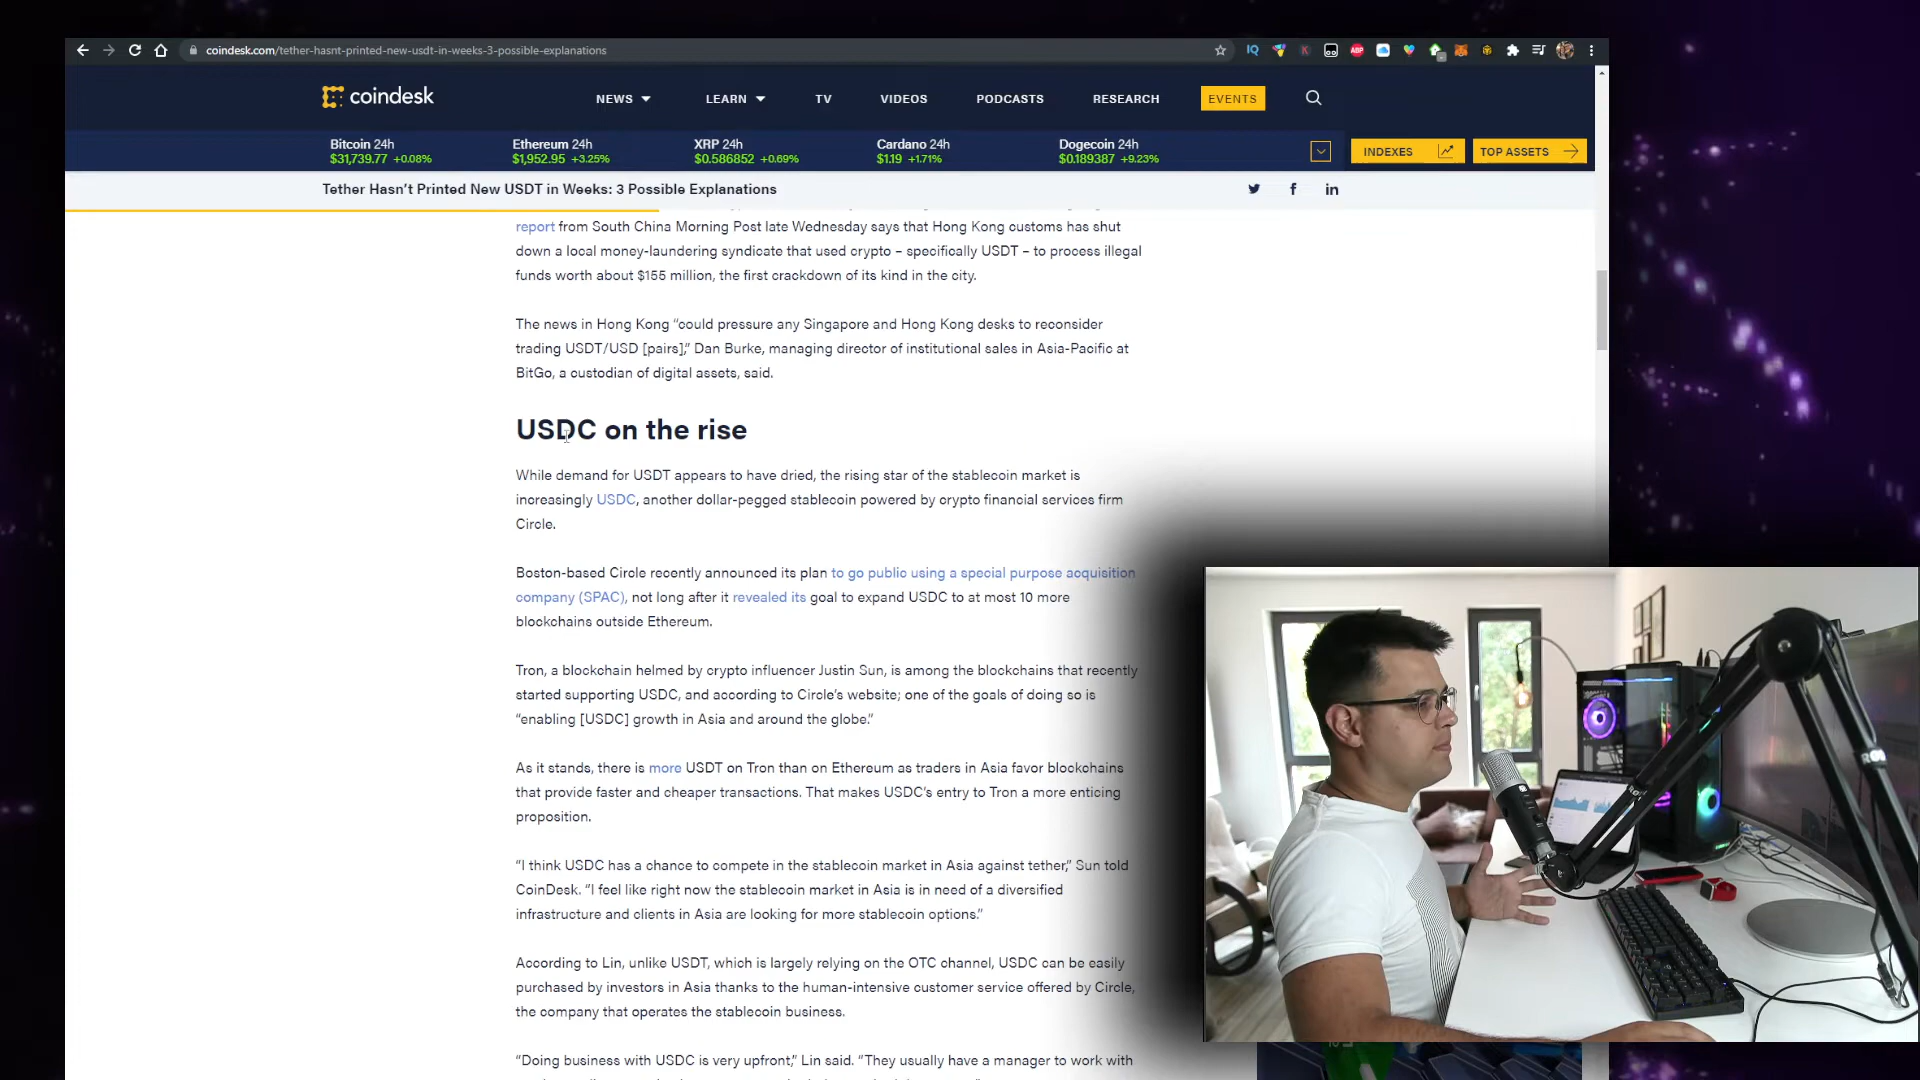 coindesk.com/tether-hasnt-printed-new-usdt-in-weeks-3-possible-explanations
coindesk NEWS LEARN TV VIDEOS PODCASTS RESEARCH EVENTS
Bitcoin 24h Ethereum 24h XRP 24h Cardano 24h Dogecoin 24h
$31,739.77 +0.08% $1,952.95 +3.25% $0.586852 +0.69% $1.19 +1.71% $0.189387 +9.23% INDEXES TOP ASSETS
Tether Hasn’t Printed New USDT in Weeks: 3 Possible Explanations
report from South China Morning Post late Wednesday says that Hong Kong customs has shut
down a local money-laundering syndicate that used crypto – specifically USDT – to process illegal
funds worth about $155 million, the first crackdown of its kind in the city.
The news in Hong Kong “could pressure any Singapore and Hong Kong desks to reconsider
trading USDT/USD [pairs],” Dan Burke, managing director of institutional sales in Asia-Pacific at
BitGo, a custodian of digital assets, said.
USDC on the rise
While demand for USDT appears to have dried, the rising star of the stablecoin market is
increasingly USDC, another dollar-pegged stablecoin powered by crypto financial services firm
Circle.
Boston-based Circle recently announced its plan to go public using a special purpose acquisition
company (SPAC), not long after it revealed its goal to expand USDC to at most 10 more
blockchains outside Ethereum.
Tron, a blockchain helmed by crypto influencer Justin Sun, is among the blockchains that recently
started supporting USDC, and according to Circle’s website; one of the goals of doing so is
“enabling [USDC] growth in Asia and around the globe.”
As it stands, there is more USDT on Tron than on Ethereum as traders in Asia favor blockchains
that provide faster and cheaper transactions. That makes USDC’s entry to Tron a more enticing
proposition.
“I think USDC has a chance to compete in the stablecoin market in Asia against tether,” Sun told
CoinDesk. “I feel like right now the stablecoin market in Asia is in need of a diversified
infrastructure and clients in Asia are looking for more stablecoin options.”
According to Lin, unlike USDT, which is largely relying on the OTC channel, USDC can be easily
purchased by investors in Asia thanks to the human-intensive customer service offered by Circle,
the company that operates the stablecoin business.
“Doing business with USDC is very upfront,” Lin said. “They usually have a manager to work with